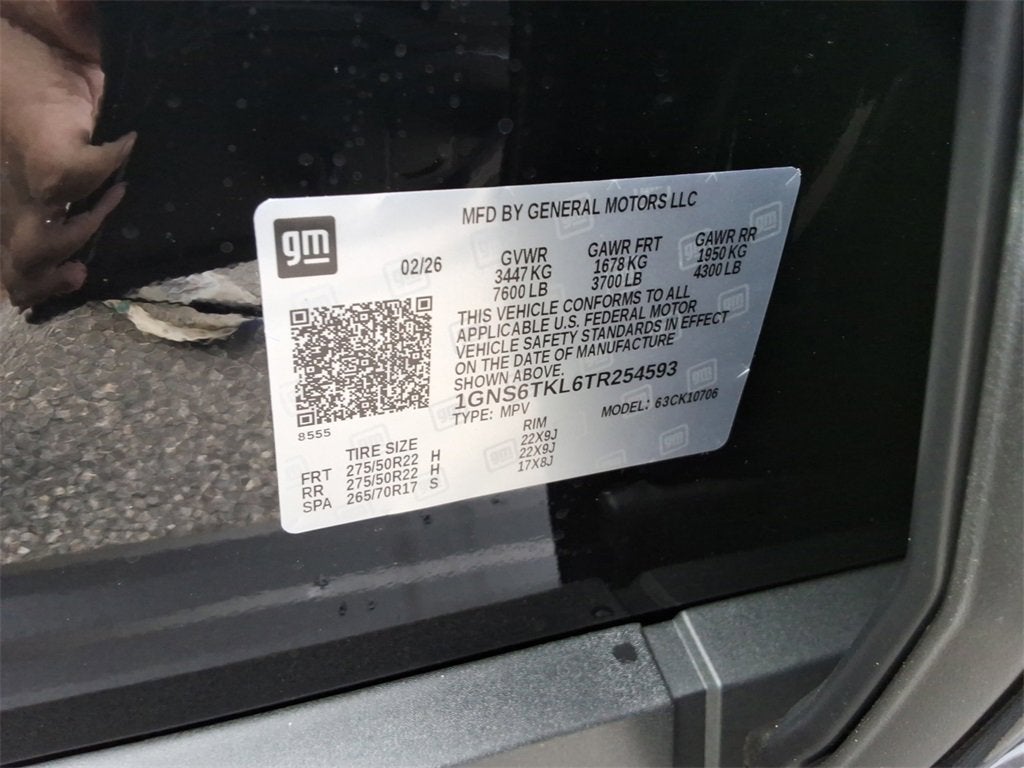 gm
MFD BY GENERAL MOTORS LLC
02/26
GVWR GAWR FRT GAWR RR
3447 KG 1678 KG 1950 KG
7600 LB 3700 LB 4300 LB
THIS VEHICLE CONFORMS TO ALL
APPLICABLE U.S. FEDERAL MOTOR
VEHICLE SAFETY STANDARDS IN EFFECT
ON THE DATE OF MANUFACTURE
SHOWN ABOVE.
1GNS6TKL6TR254593
TYPE: MPV MODEL: 63CK10706
8555
TIRE SIZE RIM
FRT 275/50R22 H 22X9J
RR 275/50R22 H 22X9J
SPA 265/70R17 S 17X8J